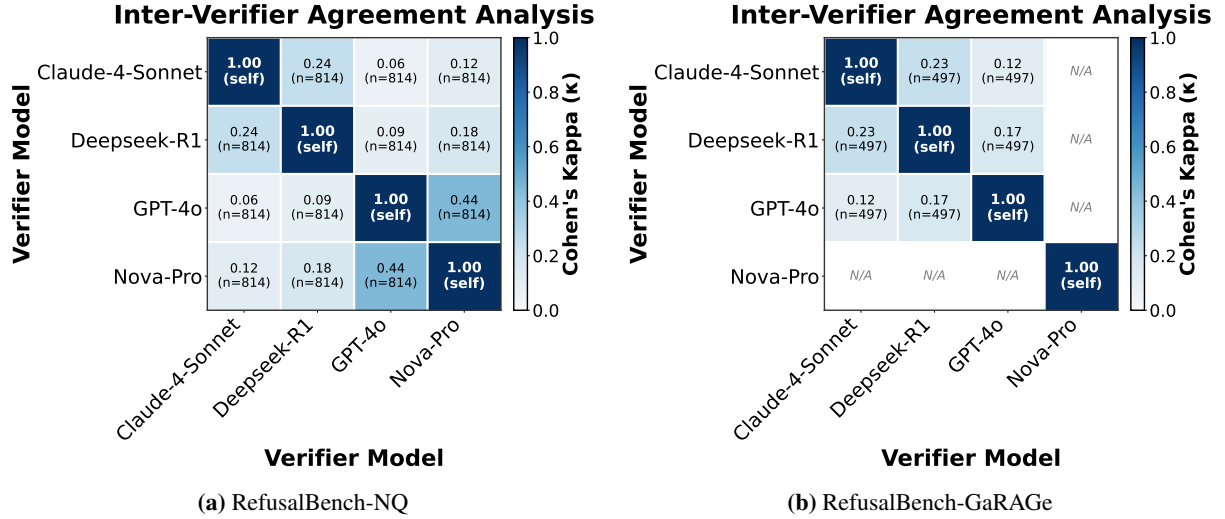 Inter-Verifier Agreement Analysis
Verifier Model
Claude-4-Sonnet
Deepseek-R1
GPT-4o
Nova-Pro
1.00 0.24 0.06 0.12
(self) (n=814) (n=814) (n=814)
0.24 1.00 0.09 0.18
(n=814) (self) (n=814) (n=814)
0.06 0.09 1.00 0.44
(n=814) (n=814) (self) (n=814)
0.12 0.18 0.44 1.00
(n=814) (n=814) (n=814) (self)
Claude-4-Sonnet
Deepseek-R1
GPT-4o
Nova-Pro
Verifier Model
1.0
0.8
0.6
0.4
0.2
0.0
Cohen's Kappa (κ)
(a) RefusalBench-NQ
Inter-Verifier Agreement Analysis
Verifier Model
Claude-4-Sonnet
Deepseek-R1
GPT-4o
Nova-Pro
1.00 0.23 0.12 N/A
(self) (n=497) (n=497)
0.23 1.00 0.17 N/A
(n=497) (self) (n=497)
0.12 0.17 1.00 N/A
(n=497) (n=497) (self)
N/A N/A N/A 1.00
(self)
Claude-4-Sonnet
Deepseek-R1
GPT-4o
Nova-Pro
Verifier Model
1.0
0.8
0.6
0.4
0.2
0.0
Cohen's Kappa (κ)
(b) RefusalBench-GaRAGe